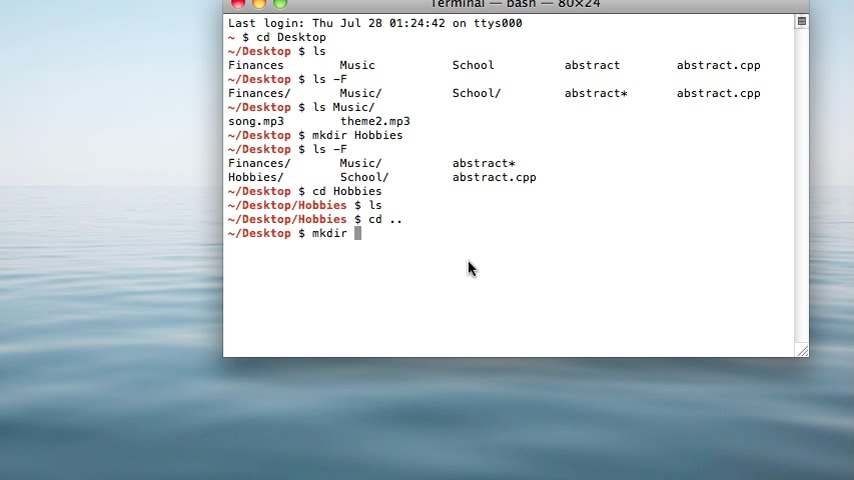 Terminal — bash — 80×24
Last login: Thu Jul 28 01:24:42 on ttys000
~ $ cd Desktop
~/Desktop $ ls
Finances Music School abstract abstract.cpp
~/Desktop $ ls -F
Finances/ Music/ School/ abstract* abstract.cpp
~/Desktop $ ls Music/
song.mp3 theme2.mp3
~/Desktop $ mkdir Hobbies
~/Desktop $ ls -F
Finances/ Music/ abstract*
Hobbies/ School/ abstract.cpp
~/Desktop $ cd Hobbies
~/Desktop/Hobbies $ ls
~/Desktop/Hobbies $ cd ..
~/Desktop $ mkdir